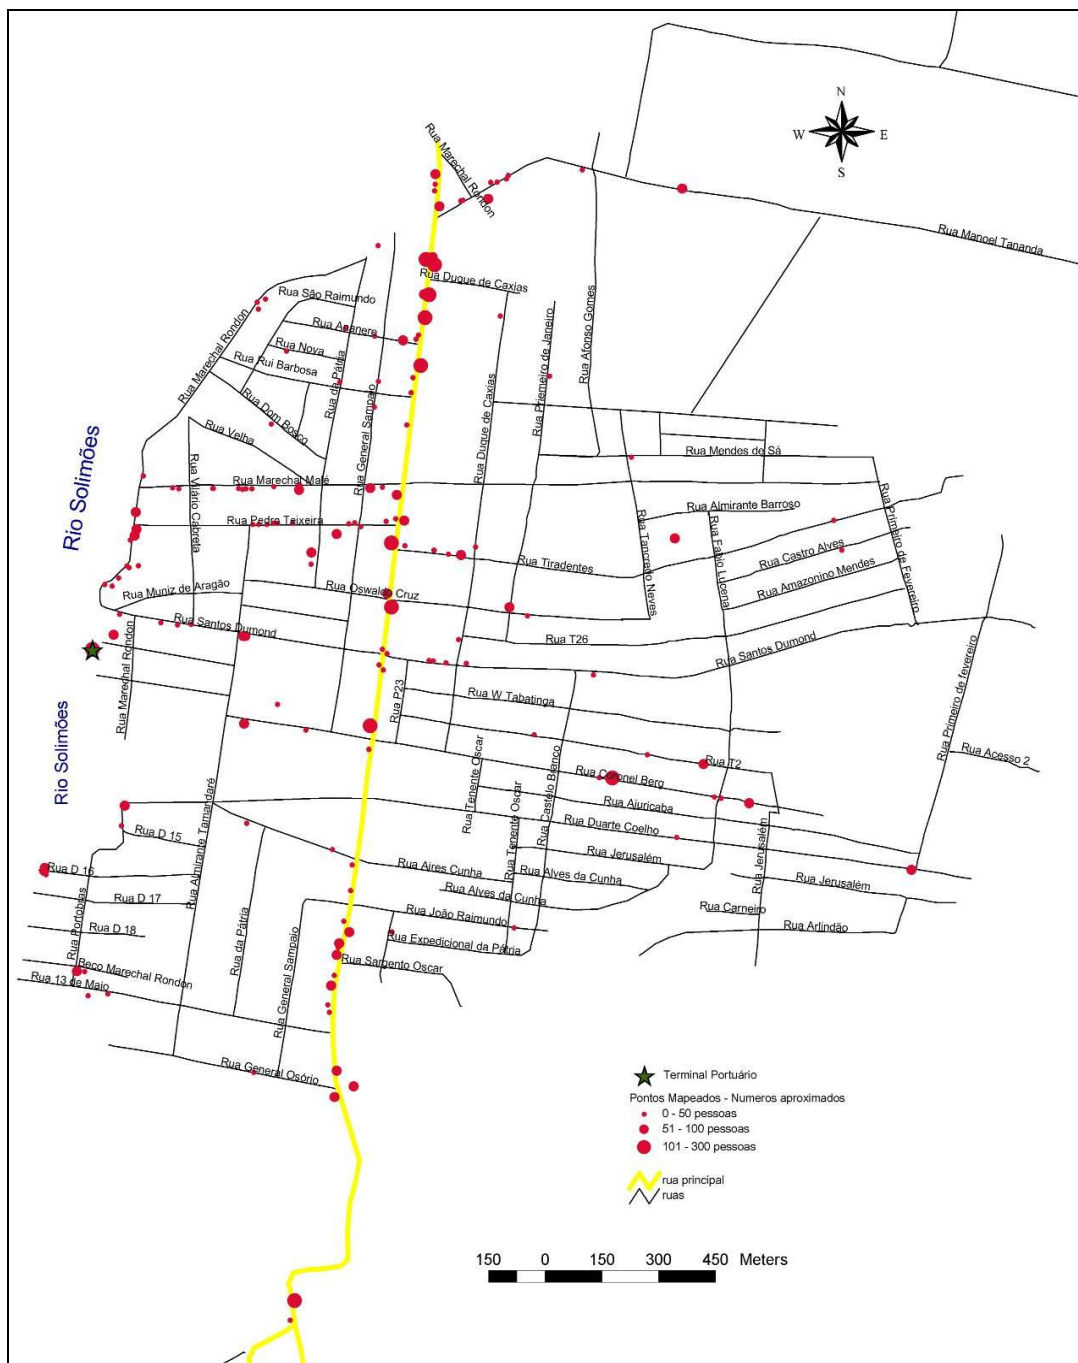 N
W E
S
Rua Marechal Rondon
Rua Manoel Tananda
Rua Duque de Caxias
Rua São Raimundo
Rua Marechal Rondon
Rua Nova
Rua Rui Barbosa
Rua da Pátria
Rua General Sampaio
Rua Duque de Caxias
Rua Priemeiro de Janeiro
Rua Afonso Gomes
Rua Dom Bosco
Rua Velha
Rua Mendes de Sá
Rio Solimões
Rua Vilário Cabreta
Rua Marechal Malé
Rua Pedro Teixeira
Rua Almirante Barroso
Rua Primeiro de Fevereiro
Rua Tancredo Neves
Rua Fabio Lucena
Rua Castro Alves
Rua Tiradentes
Rua Amazonino Mendes
Rua Muniz de Aragão
Rua Oswaldo Cruz
Rua Santos Dumond
Rua T26
Rua Santos Dumond
Rua Marechal Rondon
Rua P23
Rua W Tabatinga
Rio Solimões
Rua Primeiro de fevereiro
Rua Acesso 2
Rua T2
Rua Tenente Oscar
Rua Castelo Branco
Rua Coronel Berg
Rua Ajuricaba
Rua Duarte Coelho
Rua Almirante Tamandaré
Rua D 15
Rua Tenente Oscar
Rua Jerusalém
Rua Jerusalém
Rua D 16
Rua Aires Cunha
Rua Alves da Cunha
Rua Jerusalém
Rua D 17
Rua Portobras
Rua Alves da Cunha
Rua João Raimundo
Rua Carneiro
Rua Arlindão
Rua D 18
Rua da Pátria
Rua General Sampaio
Rua Expedicional da Pátria
Rua Sargento Oscar
Beco Marechal Rondon
Rua 13 de Maio
Rua General Osório
Terminal Portuário
Pontos Mapeados - Numeros aproximados
0 - 50 pessoas
51 - 100 pessoas
101 - 300 pessoas
rua principal
ruas
150 0 150 300 450 Meters